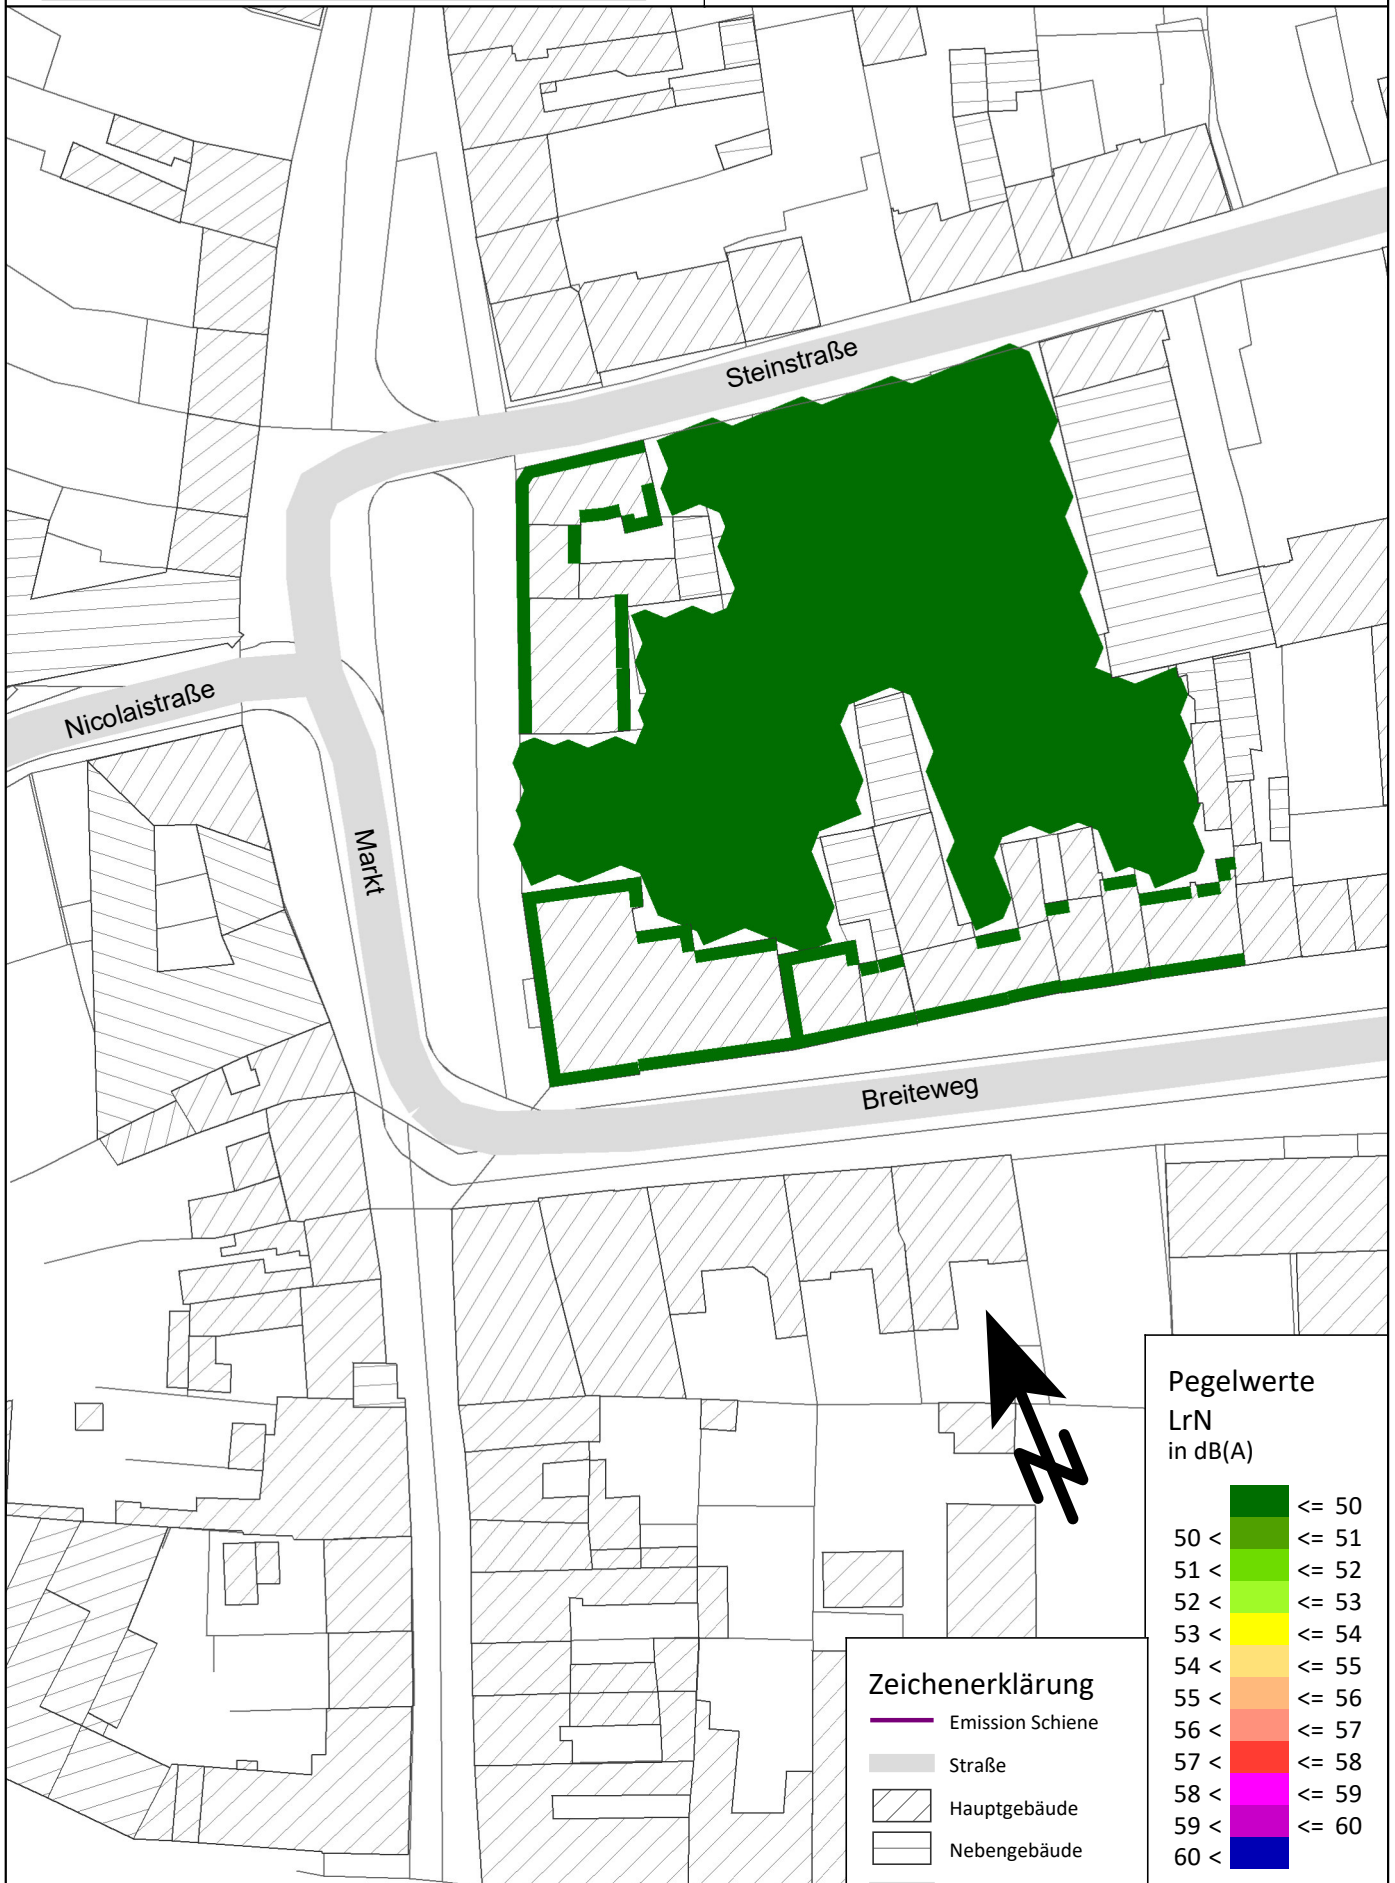 Steinstraße
Nicolaistraße
Markt
Breiteweg
Pegelwerte
LrN
in dB(A)
<= 50
50 < <= 51
51 < <= 52
52 < <= 53
53 < <= 54
54 < <= 55
55 < <= 56
56 < <= 57
57 < <= 58
58 < <= 59
59 < <= 60
60 <
Zeichenerklärung
Emission Schiene
Straße
Hauptgebäude
Nebengebäude